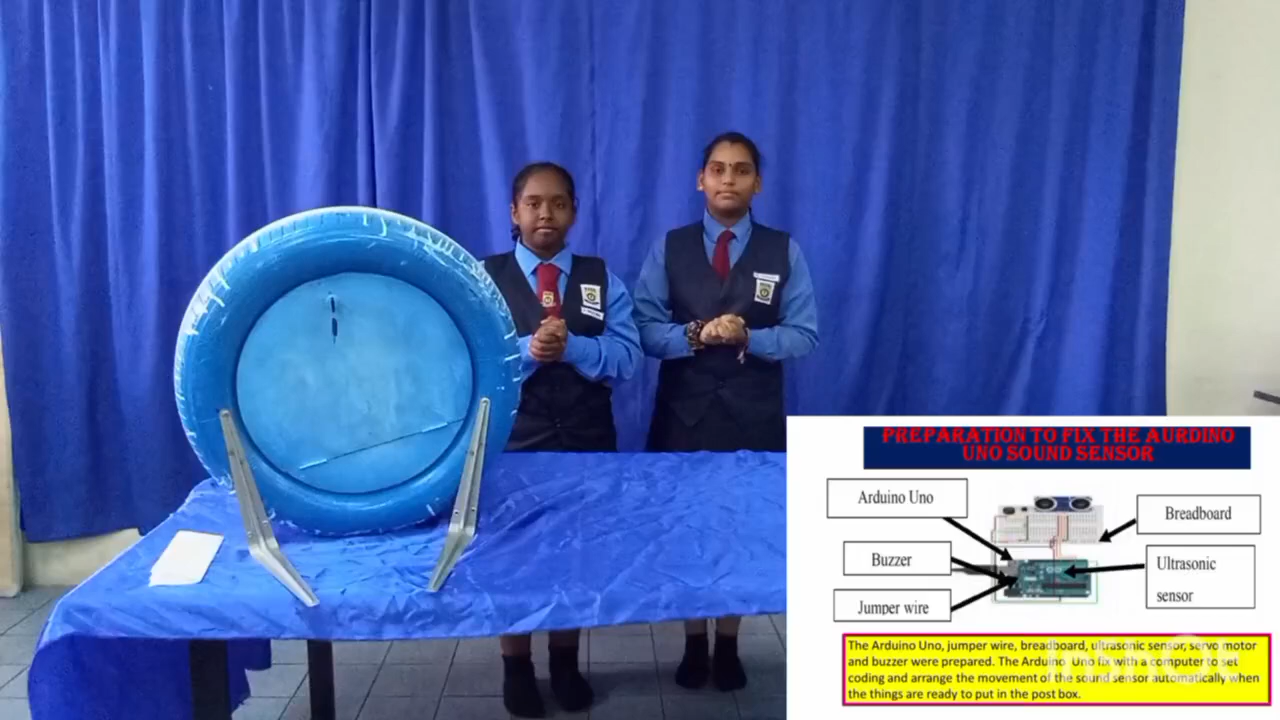 PREPARATION TO FIX THE AURDINO
UNO SOUND SENSOR
Arduino Uno
Breadboard
Buzzer
Ultrasonic
sensor
Jumper wire
The Arduino Uno, jumper wire, breadboard, ultrasonic sensor, servo motor
and buzzer were prepared. The Arduino Uno fix with a computer to set
coding and arrange the movement of the sound sensor automatically when
the things are ready to put in the post box.